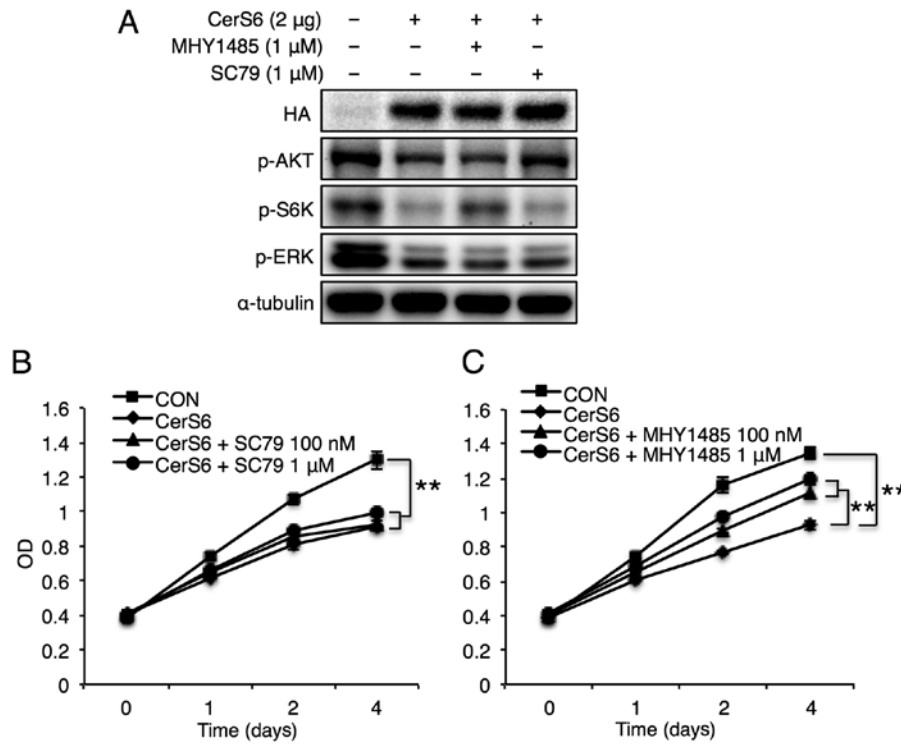 A
CerS6 (2 μg) – + + +
MHY1485 (1 μM) – – + –
SC79 (1 μM) – – – +
HA
p-AKT
p-S6K
p-ERK
α-tubulin
B
CON
CerS6
CerS6 + SC79 100 nM
CerS6 + SC79 1 μM
1.6
1.4
1.2
1
0.8
0.6
0.4
0.2
0
OD
**
0 1 2 4
Time (days)
C
CON
CerS6
CerS6 + MHY1485 100 nM
CerS6 + MHY1485 1 μM
1.6
1.4
1.2
1
0.8
0.6
0.4
0.2
0
**
**
0 1 2 4
Time (days)